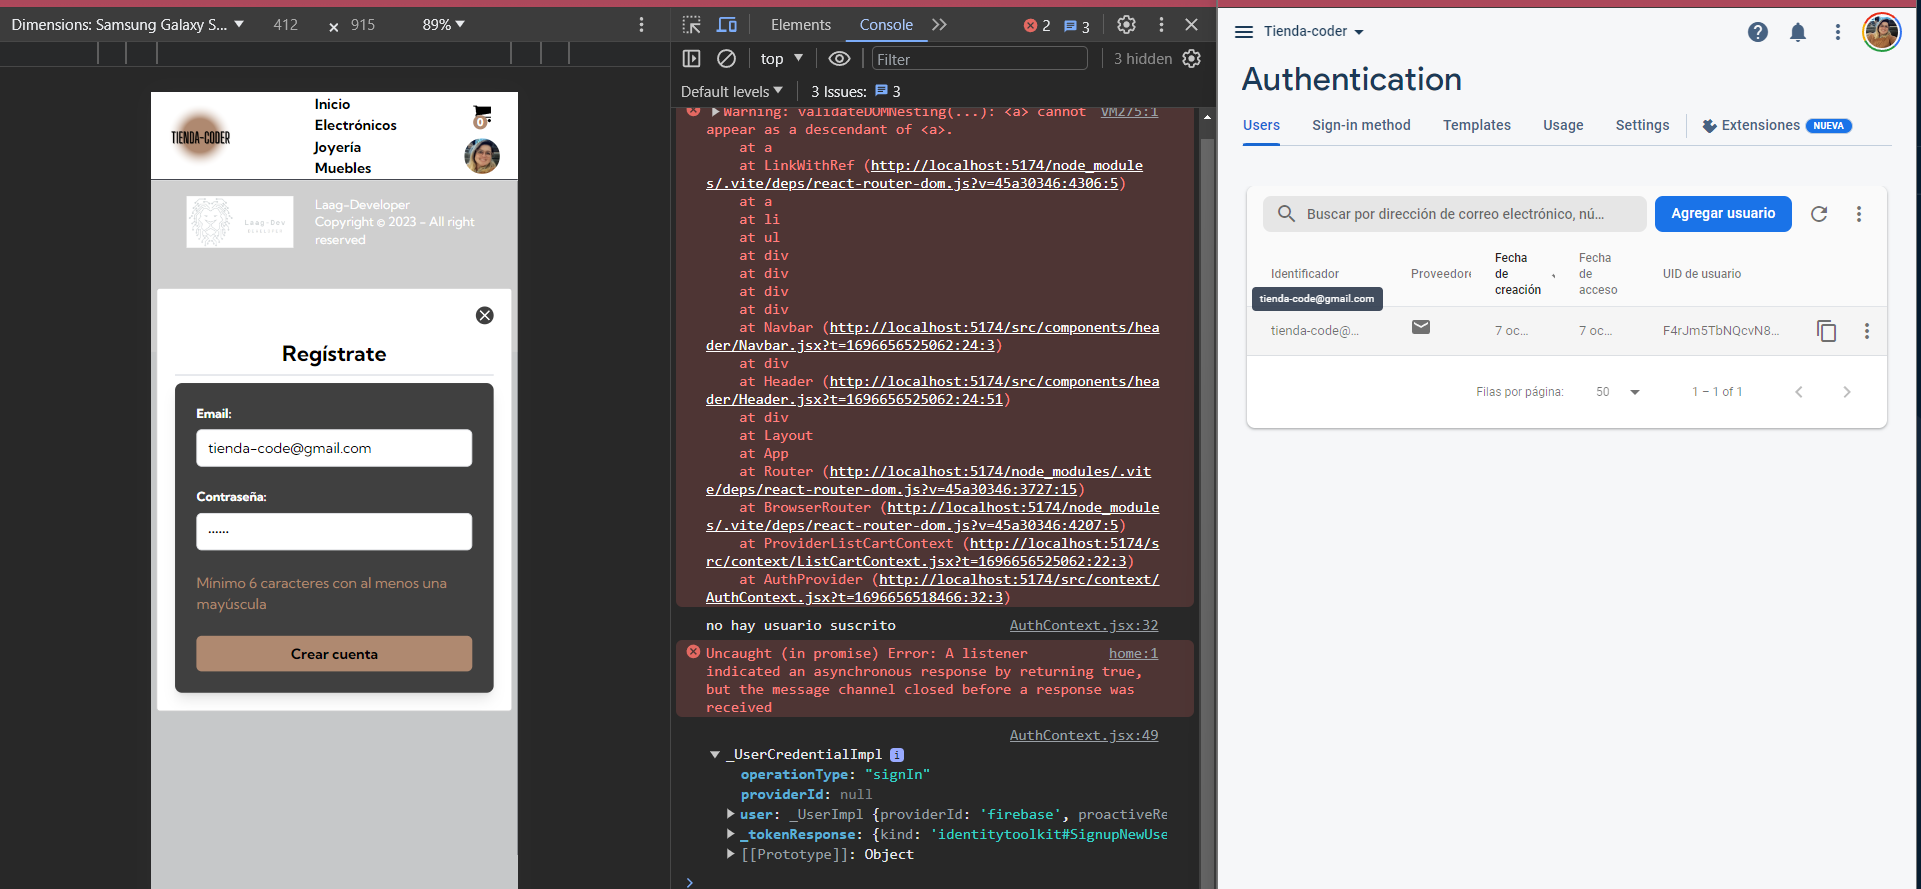 Dimensions: Samsung Galaxy S... ▼ 412 × 915 89% ▼
TIENDA-CODER
Inicio
Electrónicos
Joyería
Muebles
0
Laag-Dev
DEVELOPER
Laag-Developer
Copyright © 2023 - All right
reserved
Regístrate
Email:
tienda-code@gmail.com
Contraseña:
······
Mínimo 6 caracteres con al menos una
mayúscula
Crear cuenta
Elements Console 2 3
top ▼ Filter 3 hidden
Default levels ▼ 3 Issues: 3
Warning: validateDOMNesting(...): <a> cannot VM275:1
appear as a descendant of <a>.
at a
at LinkWithRef (http://localhost:5174/node_module
s/.vite/deps/react-router-dom.js?v=45a30346:4306:5)
at a
at li
at ul
at div
at div
at div
at div
at Navbar (http://localhost:5174/src/components/hea
der/Navbar.jsx?t=1696656525062:24:3)
at div
at Header (http://localhost:5174/src/components/hea
der/Header.jsx?t=1696656525062:24:51)
at div
at Layout
at App
at Router (http://localhost:5174/node_modules/.vit
e/deps/react-router-dom.js?v=45a30346:3727:15)
at BrowserRouter (http://localhost:5174/node_module
s/.vite/deps/react-router-dom.js?v=45a30346:4207:5)
at ProviderListCartContext (http://localhost:5174/s
rc/context/ListCartContext.jsx?t=1696656525062:22:3)
at AuthProvider (http://localhost:5174/src/context/
AuthContext.jsx?t=1696656518466:32:3)
no hay usuario suscrito AuthContext.jsx:32
Uncaught (in promise) Error: A listener home:1
indicated an asynchronous response by returning true,
but the message channel closed before a response was
received
AuthContext.jsx:49
▼ _UserCredentialImpl i
operationType: "signIn"
providerId: null
▶ user: _UserImpl {providerId: 'firebase', proactiveRe
▶ _tokenResponse: {kind: 'identitytoolkit#SignupNewUse
▶ [[Prototype]]: Object
>
Tienda-coder
Authentication
Users Sign-in method Templates Usage Settings Extensions NUEVA
Buscar por dirección de correo electrónico, nú... Agregar usuario
Identificador Proveedore Fecha de creación Fecha de acceso UID de usuario
tienda-code@gmail.com
tienda-code@... 7 oc... 7 oc... F4rJm5TbNQcvN8...
Filas por página: 50 1 – 1 of 1